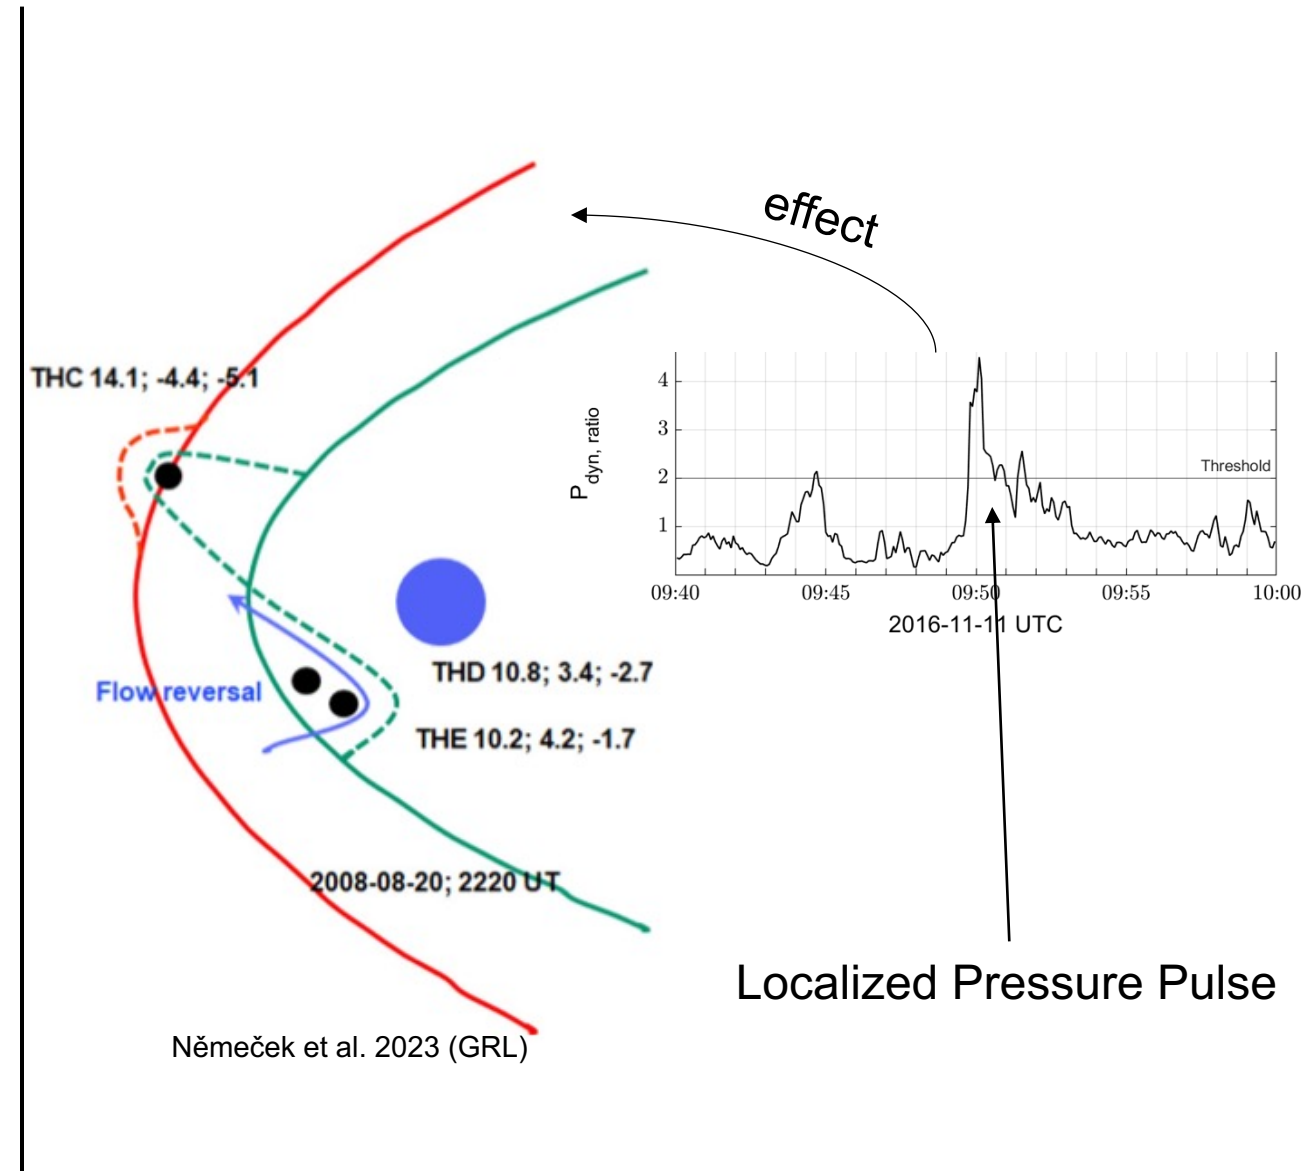 effect
THC 14.1; -4.4; -5.1
4
3
2
1
P dyn, ratio
Threshold
09:40 09:45 09:50 09:55 10:00
2016-11-11 UTC
THD 10.8; 3.4; -2.7
Flow reversal
THE 10.2; 4.2; -1.7
2008-08-20; 2220 UT
Localized Pressure Pulse
Němeček et al. 2023 (GRL)